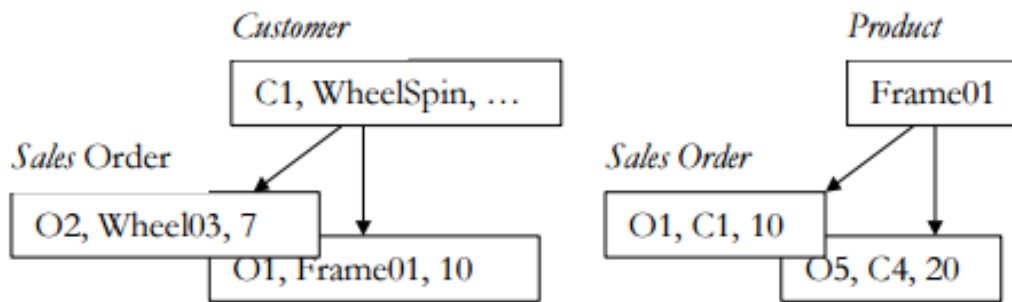 Customer
Product
C1, WheelSpin, …
Frame01
Sales Order
Sales Order
O2, Wheel03, 7
O1, C1, 10
O1, Frame01, 10
O5, C4, 20